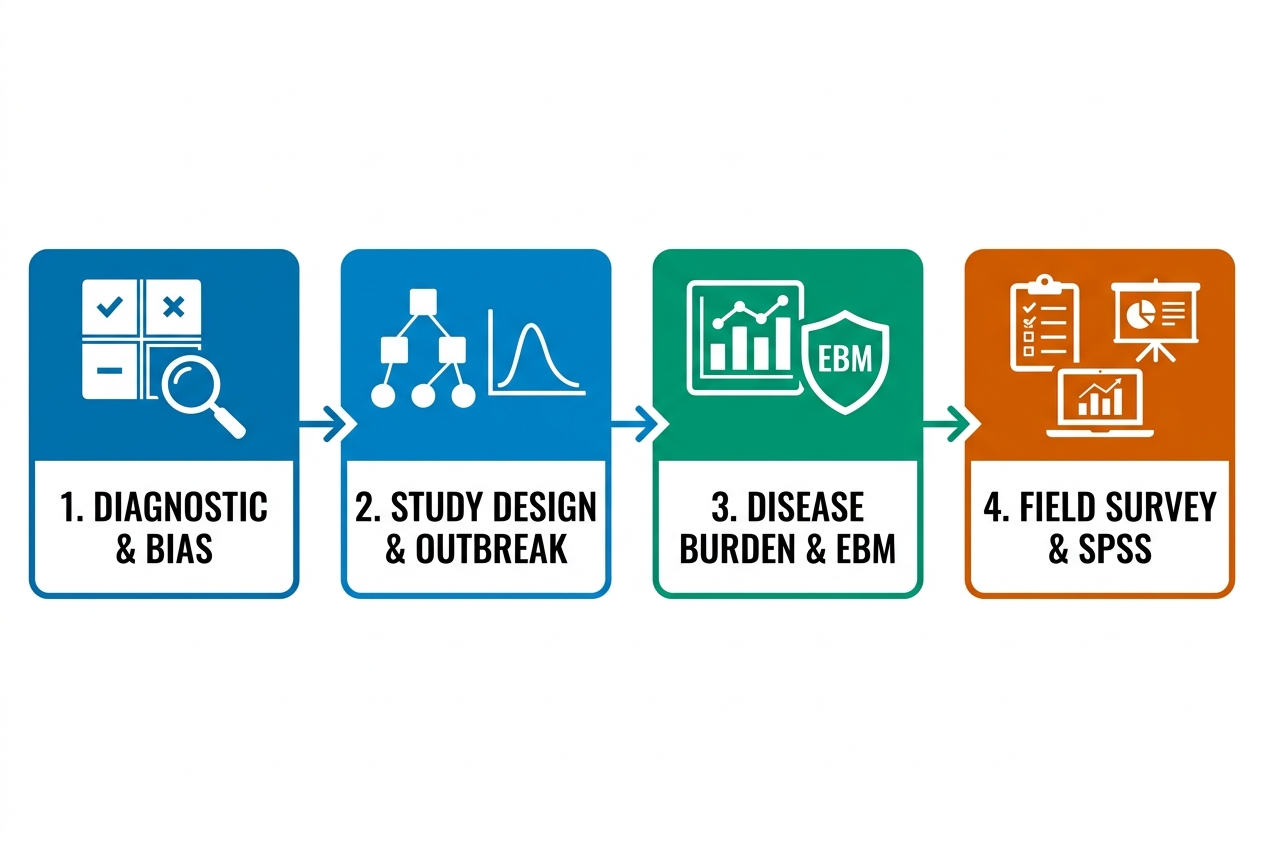 1. DIAGNOSTIC
& BIAS
2. STUDY DESIGN
& OUTBREAK
EBM
3. DISEASE
BURDEN & EBM
4. FIELD SURVEY
& SPSS